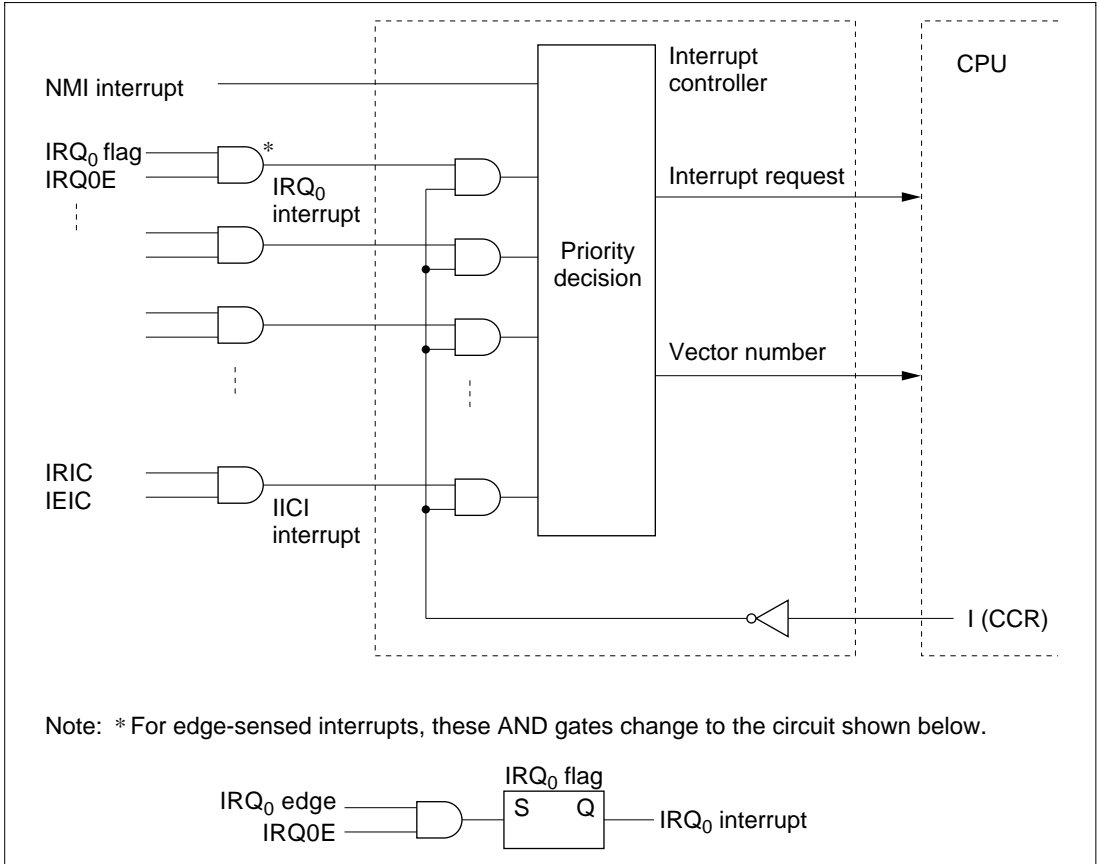 Interrupt
controller
CPU
NMI interrupt
IRQ₀ flag
*
IRQ0E
IRQ₀
interrupt
Interrupt request
Priority
decision
Vector number
IRIC
IEIC
IICI
interrupt
I (CCR)
Note: * For edge-sensed interrupts, these AND gates change to the circuit shown below.
IRQ₀ flag
IRQ₀ edge
S Q
IRQ0E
IRQ₀ interrupt